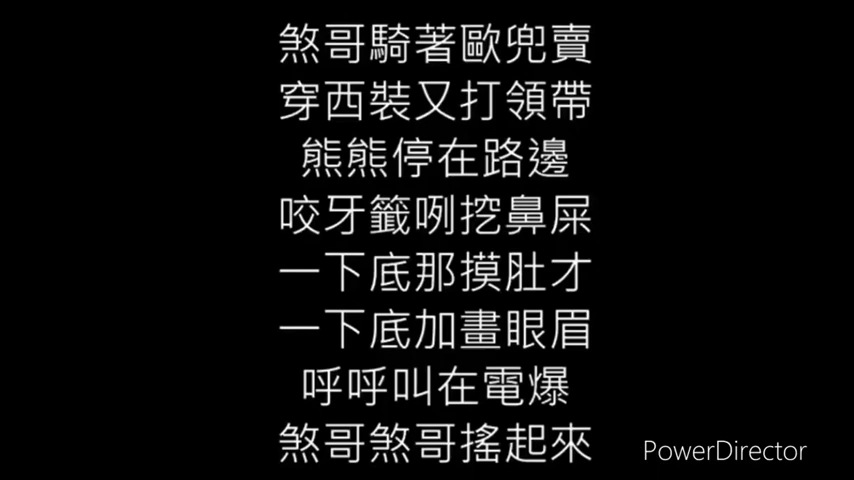 煞哥騎著歐兜賣
穿西裝又打領帶
熊熊停在路邊
咬牙籤咧挖鼻屎
一下底那摸肚才
一下底加畫眼眉
呼呼叫在電爆
煞哥煞哥搖起來
PowerDirector